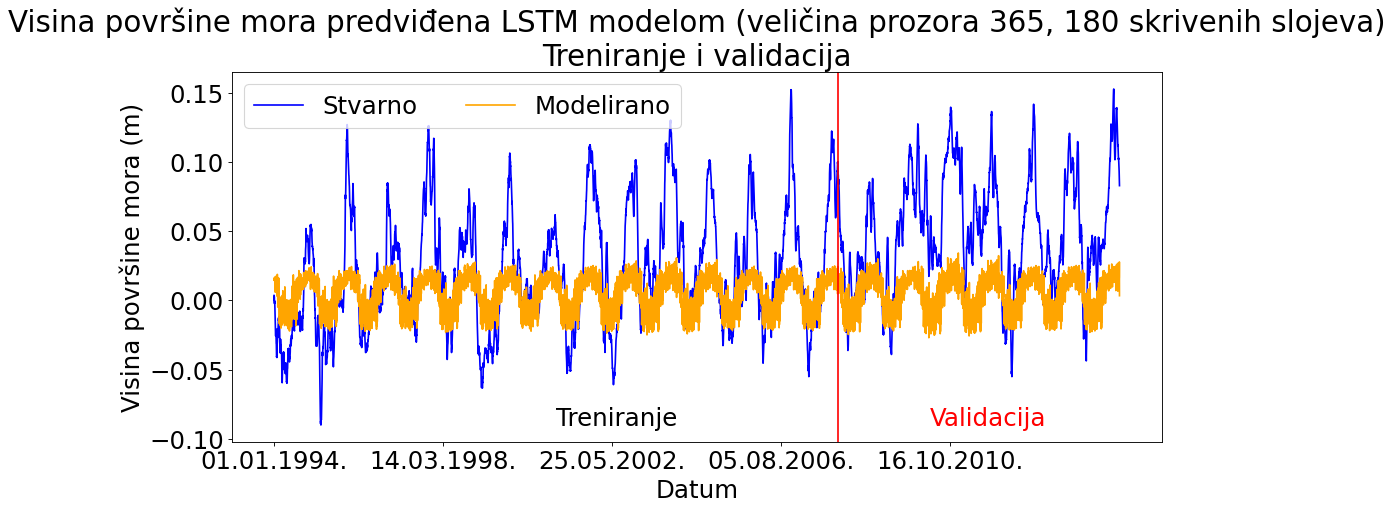 Visina površine mora predviđena LSTM modelom (veličina prozora 365, 180 skrivenih slojeva)
Treniranje i validacija
Stvarno
Modelirano
Visina površine mora (m)
0.15
0.10
0.05
0.00
−0.05
−0.10
Treniranje
Validacija
01.01.1994.
14.03.1998.
25.05.2002.
05.08.2006.
16.10.2010.
Datum